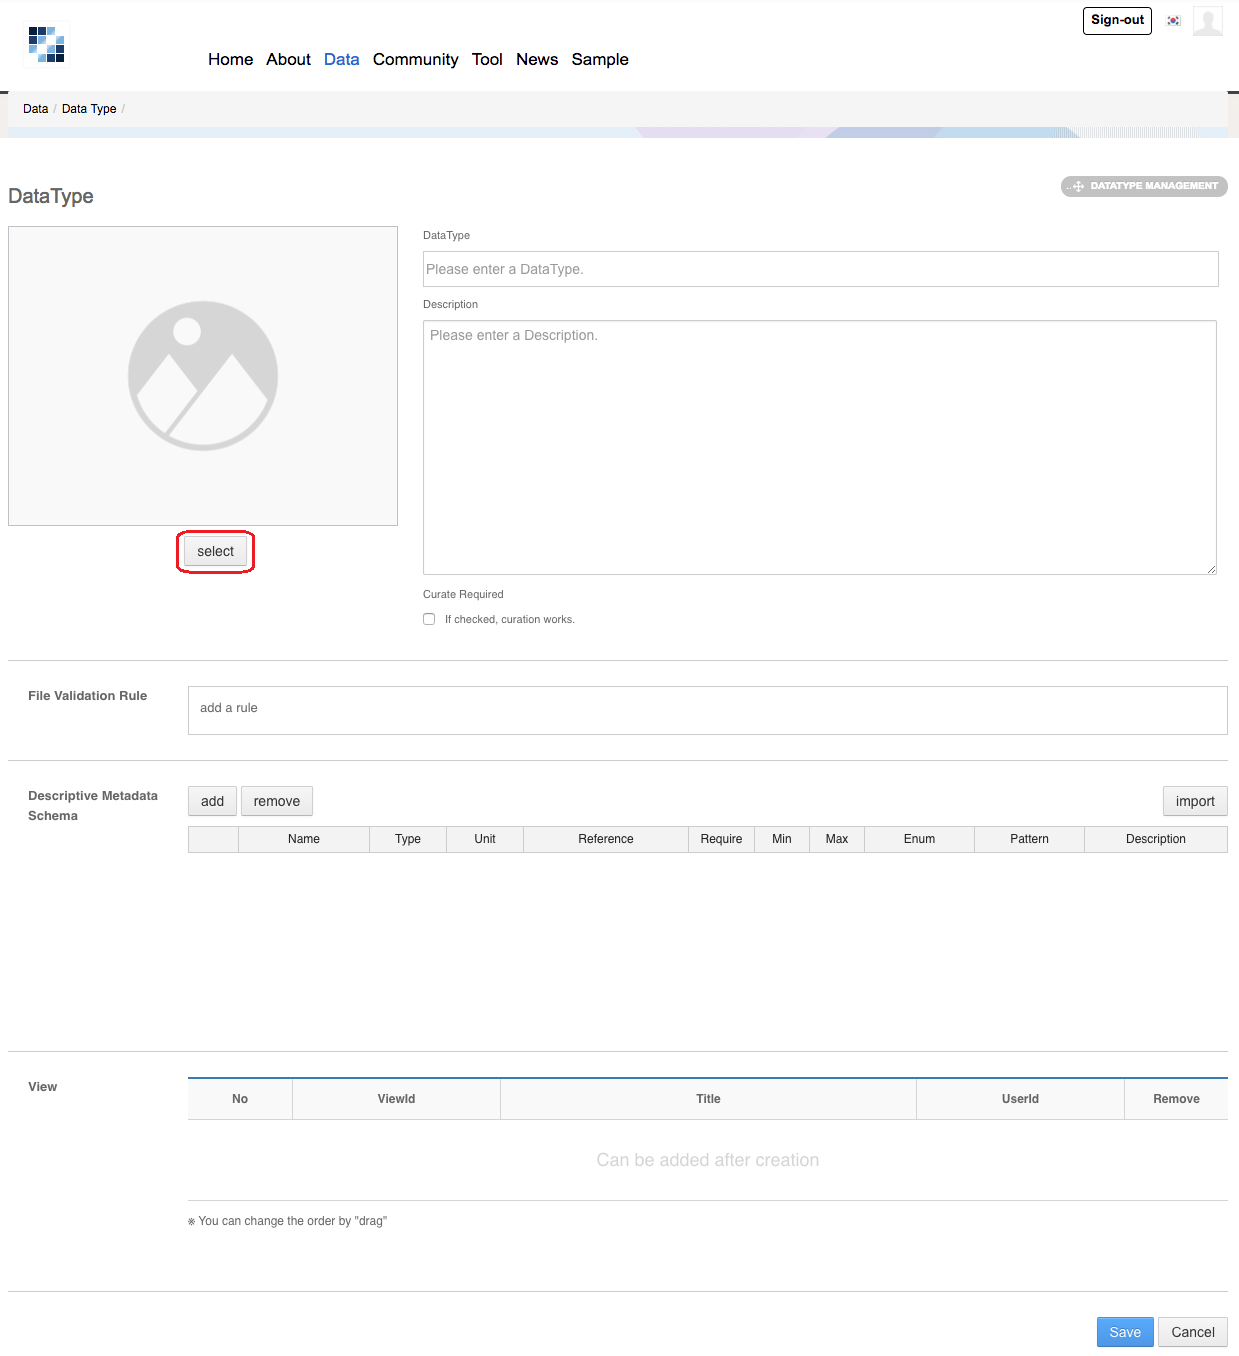 Sign-out
Home About Data Community Tool News Sample
Data / Data Type /
DataType
DATATYPE MANAGEMENT
DataType
Please enter a DataType.
Description
Please enter a Description.
select
Curate Required
If checked, curation works.
File Validation Rule
add a rule
Descriptive Metadata
Schema
add remove import
Name Type Unit Reference Require Min Max Enum Pattern Description
View
No ViewId Title UserId Remove
Can be added after creation
※ You can change the order by "drag"
Save Cancel